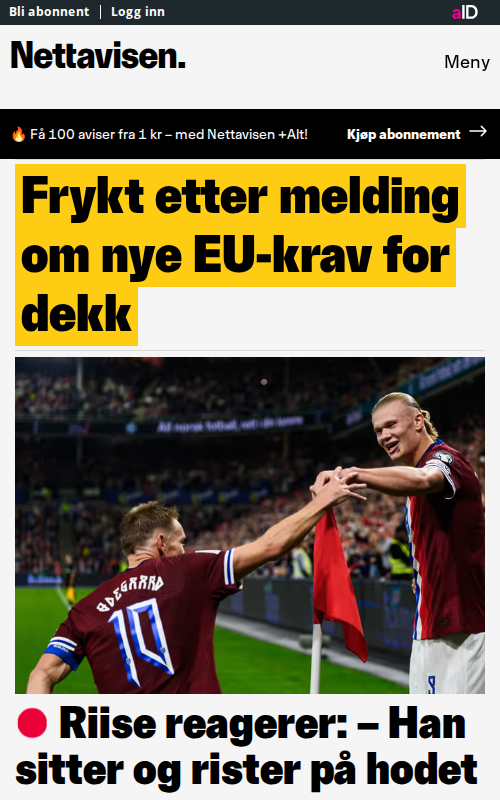 Bli abonnent | Logg inn
aID
Nettavisen.
Meny
🔥 Få 100 aviser fra 1 kr – med Nettavisen +Alt!
Kjøp abonnement →
Frykt etter melding
om nye EU-krav for
dekk
ØDEGAARD
10
Riise reagerer: – Han
sitter og rister på hodet